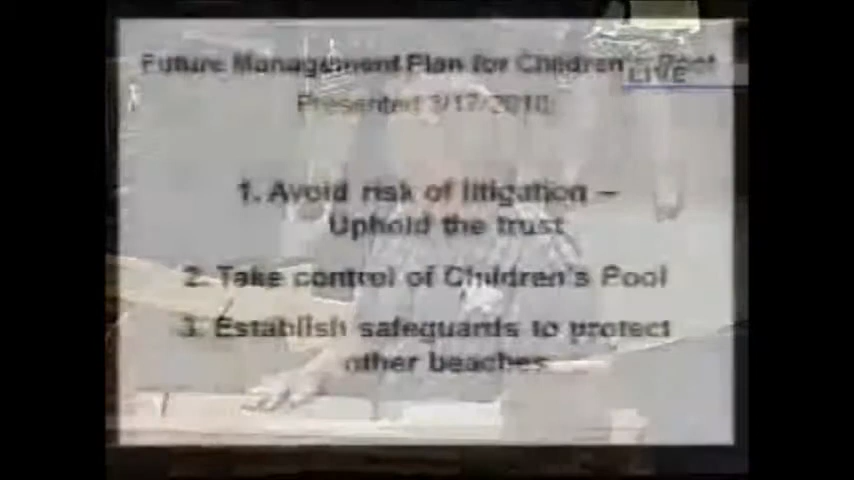 Future Management Plan for Children's Pool
LIVE
Presented 3/17/2010
1. Avoid risk of litigation –
Uphold the trust
2. Take control of Children's Pool
3. Establish safeguards to protect
other beaches